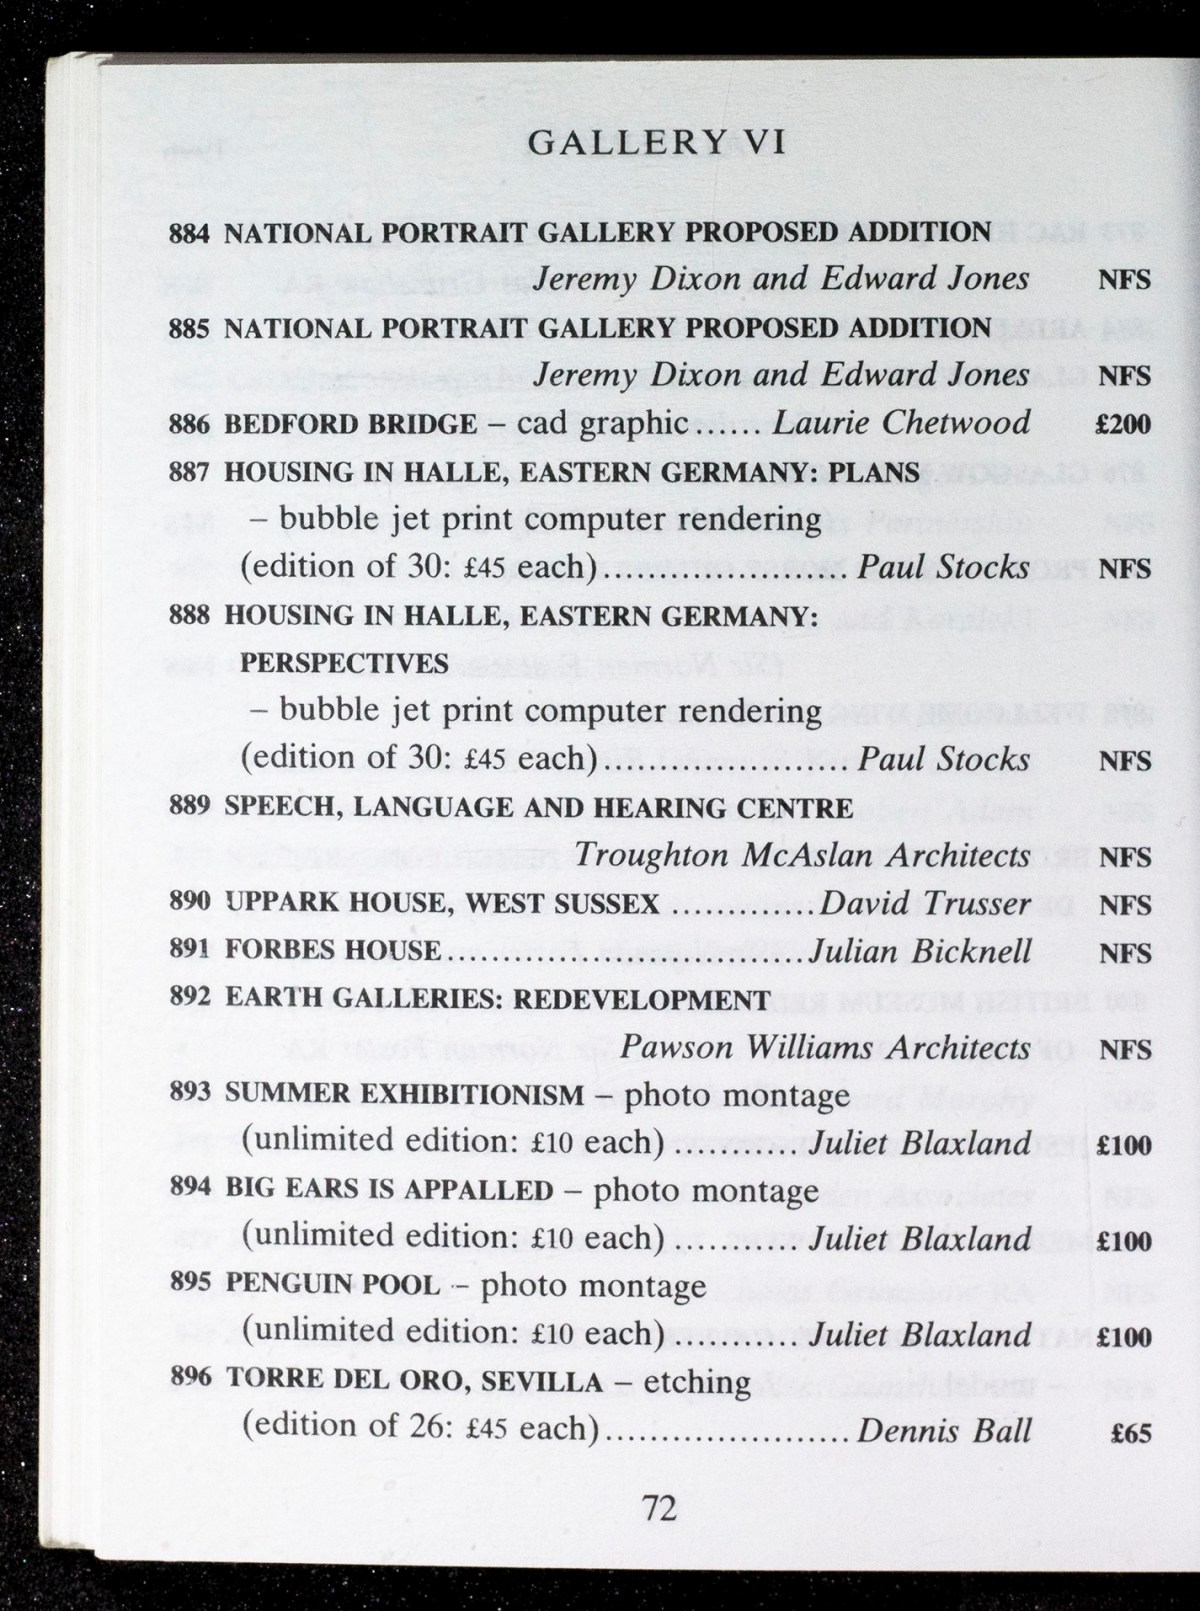 GALLERY VI
884 NATIONAL PORTRAIT GALLERY PROPOSED ADDITION
Jeremy Dixon and Edward Jones NFS
885 NATIONAL PORTRAIT GALLERY PROPOSED ADDITION
Jeremy Dixon and Edward Jones NFS
886 BEDFORD BRIDGE – cad graphic...... Laurie Chetwood £200
887 HOUSING IN HALLE, EASTERN GERMANY: PLANS
– bubble jet print computer rendering
(edition of 30: £45 each)...................... Paul Stocks NFS
888 HOUSING IN HALLE, EASTERN GERMANY:
PERSPECTIVES
– bubble jet print computer rendering
(edition of 30: £45 each)...................... Paul Stocks NFS
889 SPEECH, LANGUAGE AND HEARING CENTRE
Troughton McAslan Architects NFS
890 UPPARK HOUSE, WEST SUSSEX .............David Trusser NFS
891 FORBES HOUSE................................Julian Bicknell NFS
892 EARTH GALLERIES: REDEVELOPMENT
Pawson Williams Architects NFS
893 SUMMER EXHIBITIONISM – photo montage
(unlimited edition: £10 each) ........... Juliet Blaxland £100
894 BIG EARS IS APPALLED – photo montage
(unlimited edition: £10 each)........... Juliet Blaxland £100
895 PENGUIN POOL – photo montage
(unlimited edition: £10 each)........... Juliet Blaxland £100
896 TORRE DEL ORO, SEVILLA – etching
(edition of 26: £45 each)...................... Dennis Ball £65
72